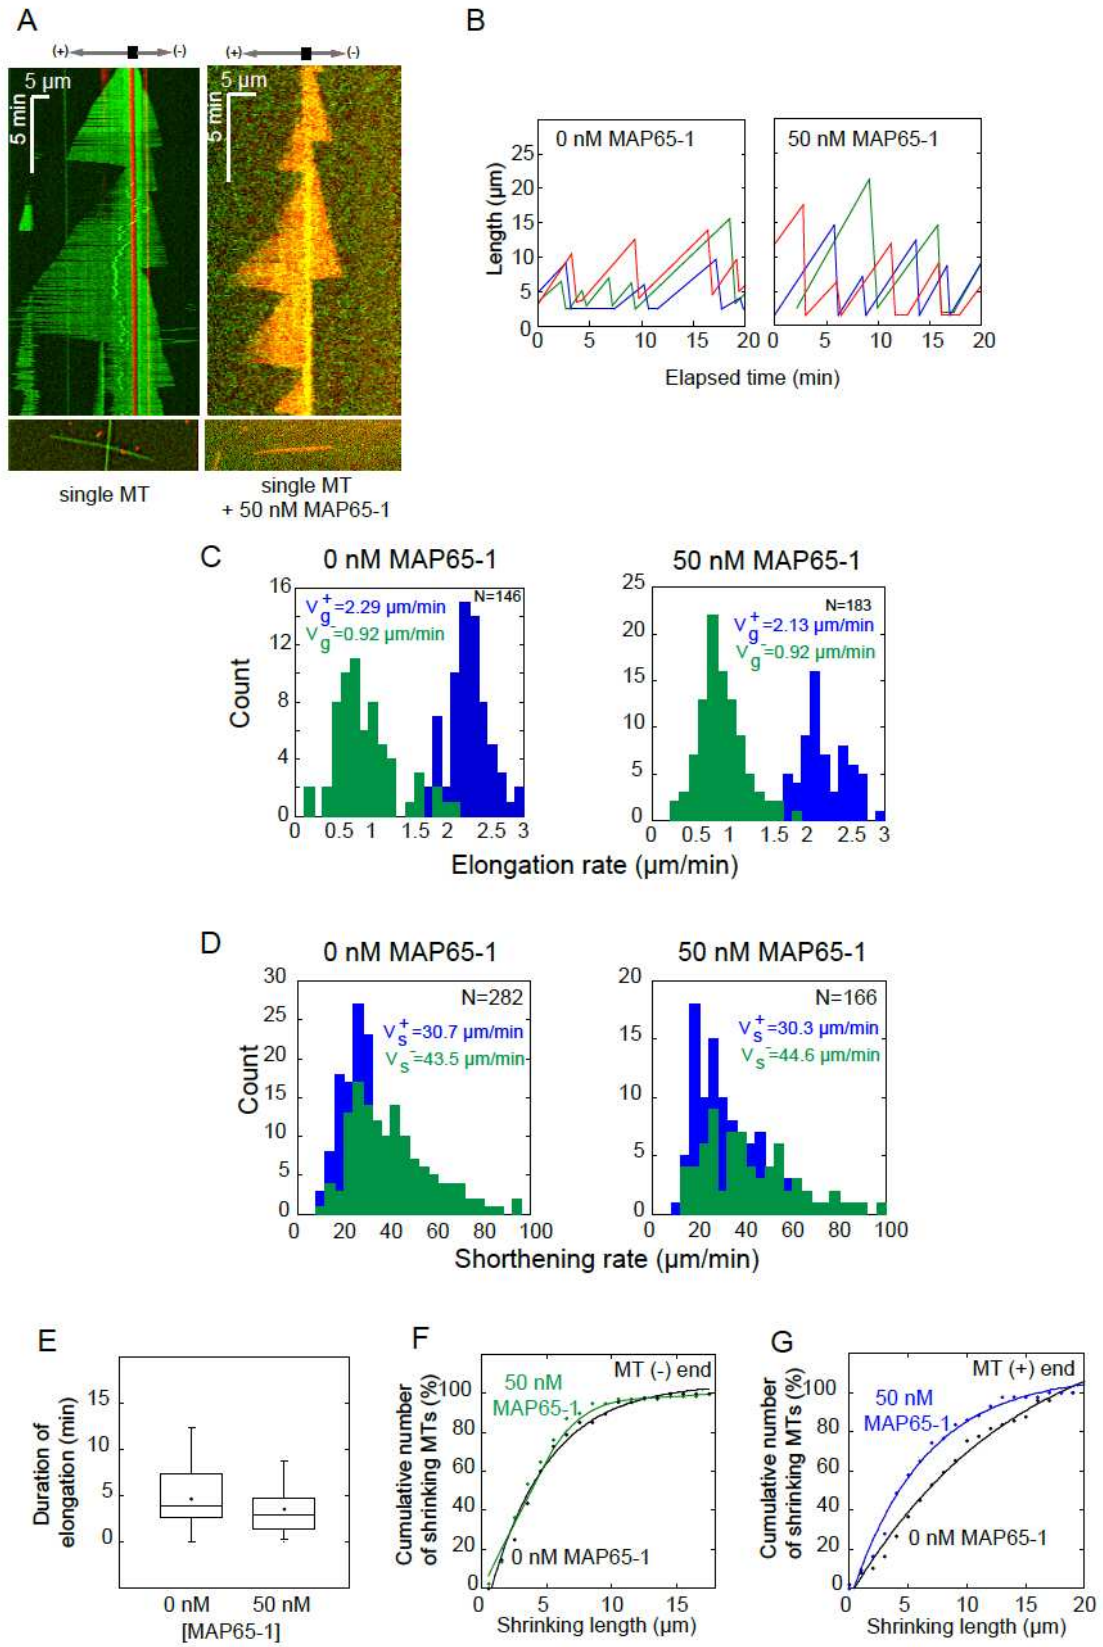 A
(+) (-) (+) (-)
5 µm 5 µm
5 min 5 min
single MT
single MT
+ 50 nM MAP65-1
B
0 nM MAP65-1 50 nM MAP65-1
Length (µm)
25
20
15
10
5
0
0 5 10 15 20 0 5 10 15 20
Elapsed time (min)
C
0 nM MAP65-1 50 nM MAP65-1
N=146
Vg+=2.29 µm/min
Vg-=0.92 µm/min
N=183
Vg+=2.13 µm/min
Vg-=0.92 µm/min
Count
16
12
8
4
0
0 0.5 1 1.5 2 2.5 3
25
20
15
10
5
0
0 0.5 1 1.5 2 2.5 3
Elongation rate (µm/min)
D
0 nM MAP65-1 50 nM MAP65-1
N=282
Vs+=30.7 µm/min
Vs-=43.5 µm/min
N=166
Vs+=30.3 µm/min
Vs-=44.6 µm/min
Count
30
25
20
15
10
5
0
0 20 40 60 80 100
20
15
10
5
0
0 20 40 60 80 100
Shorthening rate (µm/min)
E
Duration of
elongation (min)
15
10
5
0
0 nM 50 nM
[MAP65-1]
F
MT (-) end
50 nM
MAP65-1
0 nM MAP65-1
Cumulative number
of shrinking MTs (%)
100
80
60
40
20
0
0 5 10 15
Shrinking length (µm)
G
MT (+) end
50 nM
MAP65-1
0 nM MAP65-1
Cumulative number
of shrinking MTs (%)
100
80
60
40
20
0
0 5 10 15 20
Shrinking length (µm)